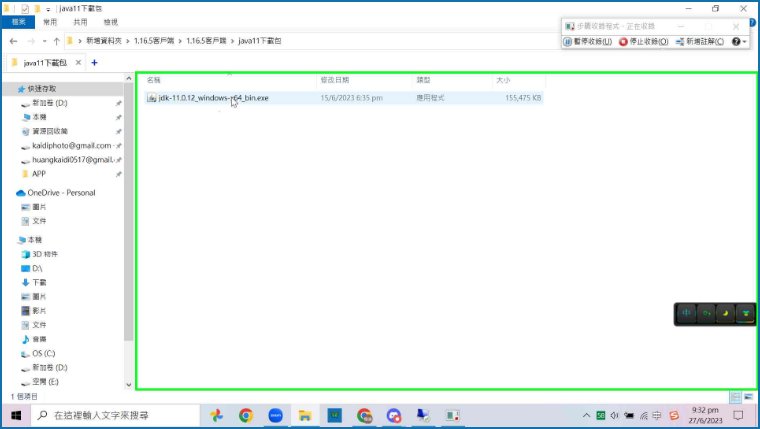 java11下載包
檔案 常用 共用 檢視
步驟收錄程式 - 正在收錄
暫停收錄(U) 停止收錄(O) 新增註解(C)
新增資料夾 > 1.16.5客戶端 > 1.16.5客戶端 > java11下載包
java11下載包
名稱 修改日期 類型 大小
jdk-11.0.12_windows-x64_bin.exe 15/6/2023 6:35 pm 應用程式 155,475 KB
快速存取
新加卷 (D:)
本機
資源回收筒
kaidiphoto@gmail.com -
huangkaidi0517@gmail.
APP
OneDrive - Personal
圖片
文件
本機
3D 物件
D:\
下載
圖片
影片
文件
音樂
OS (C:)
新加卷 (D:)
空間 (E:)
1 個項目
中
在這裡輸入文字來搜尋
中
9:32 pm
27/6/2023